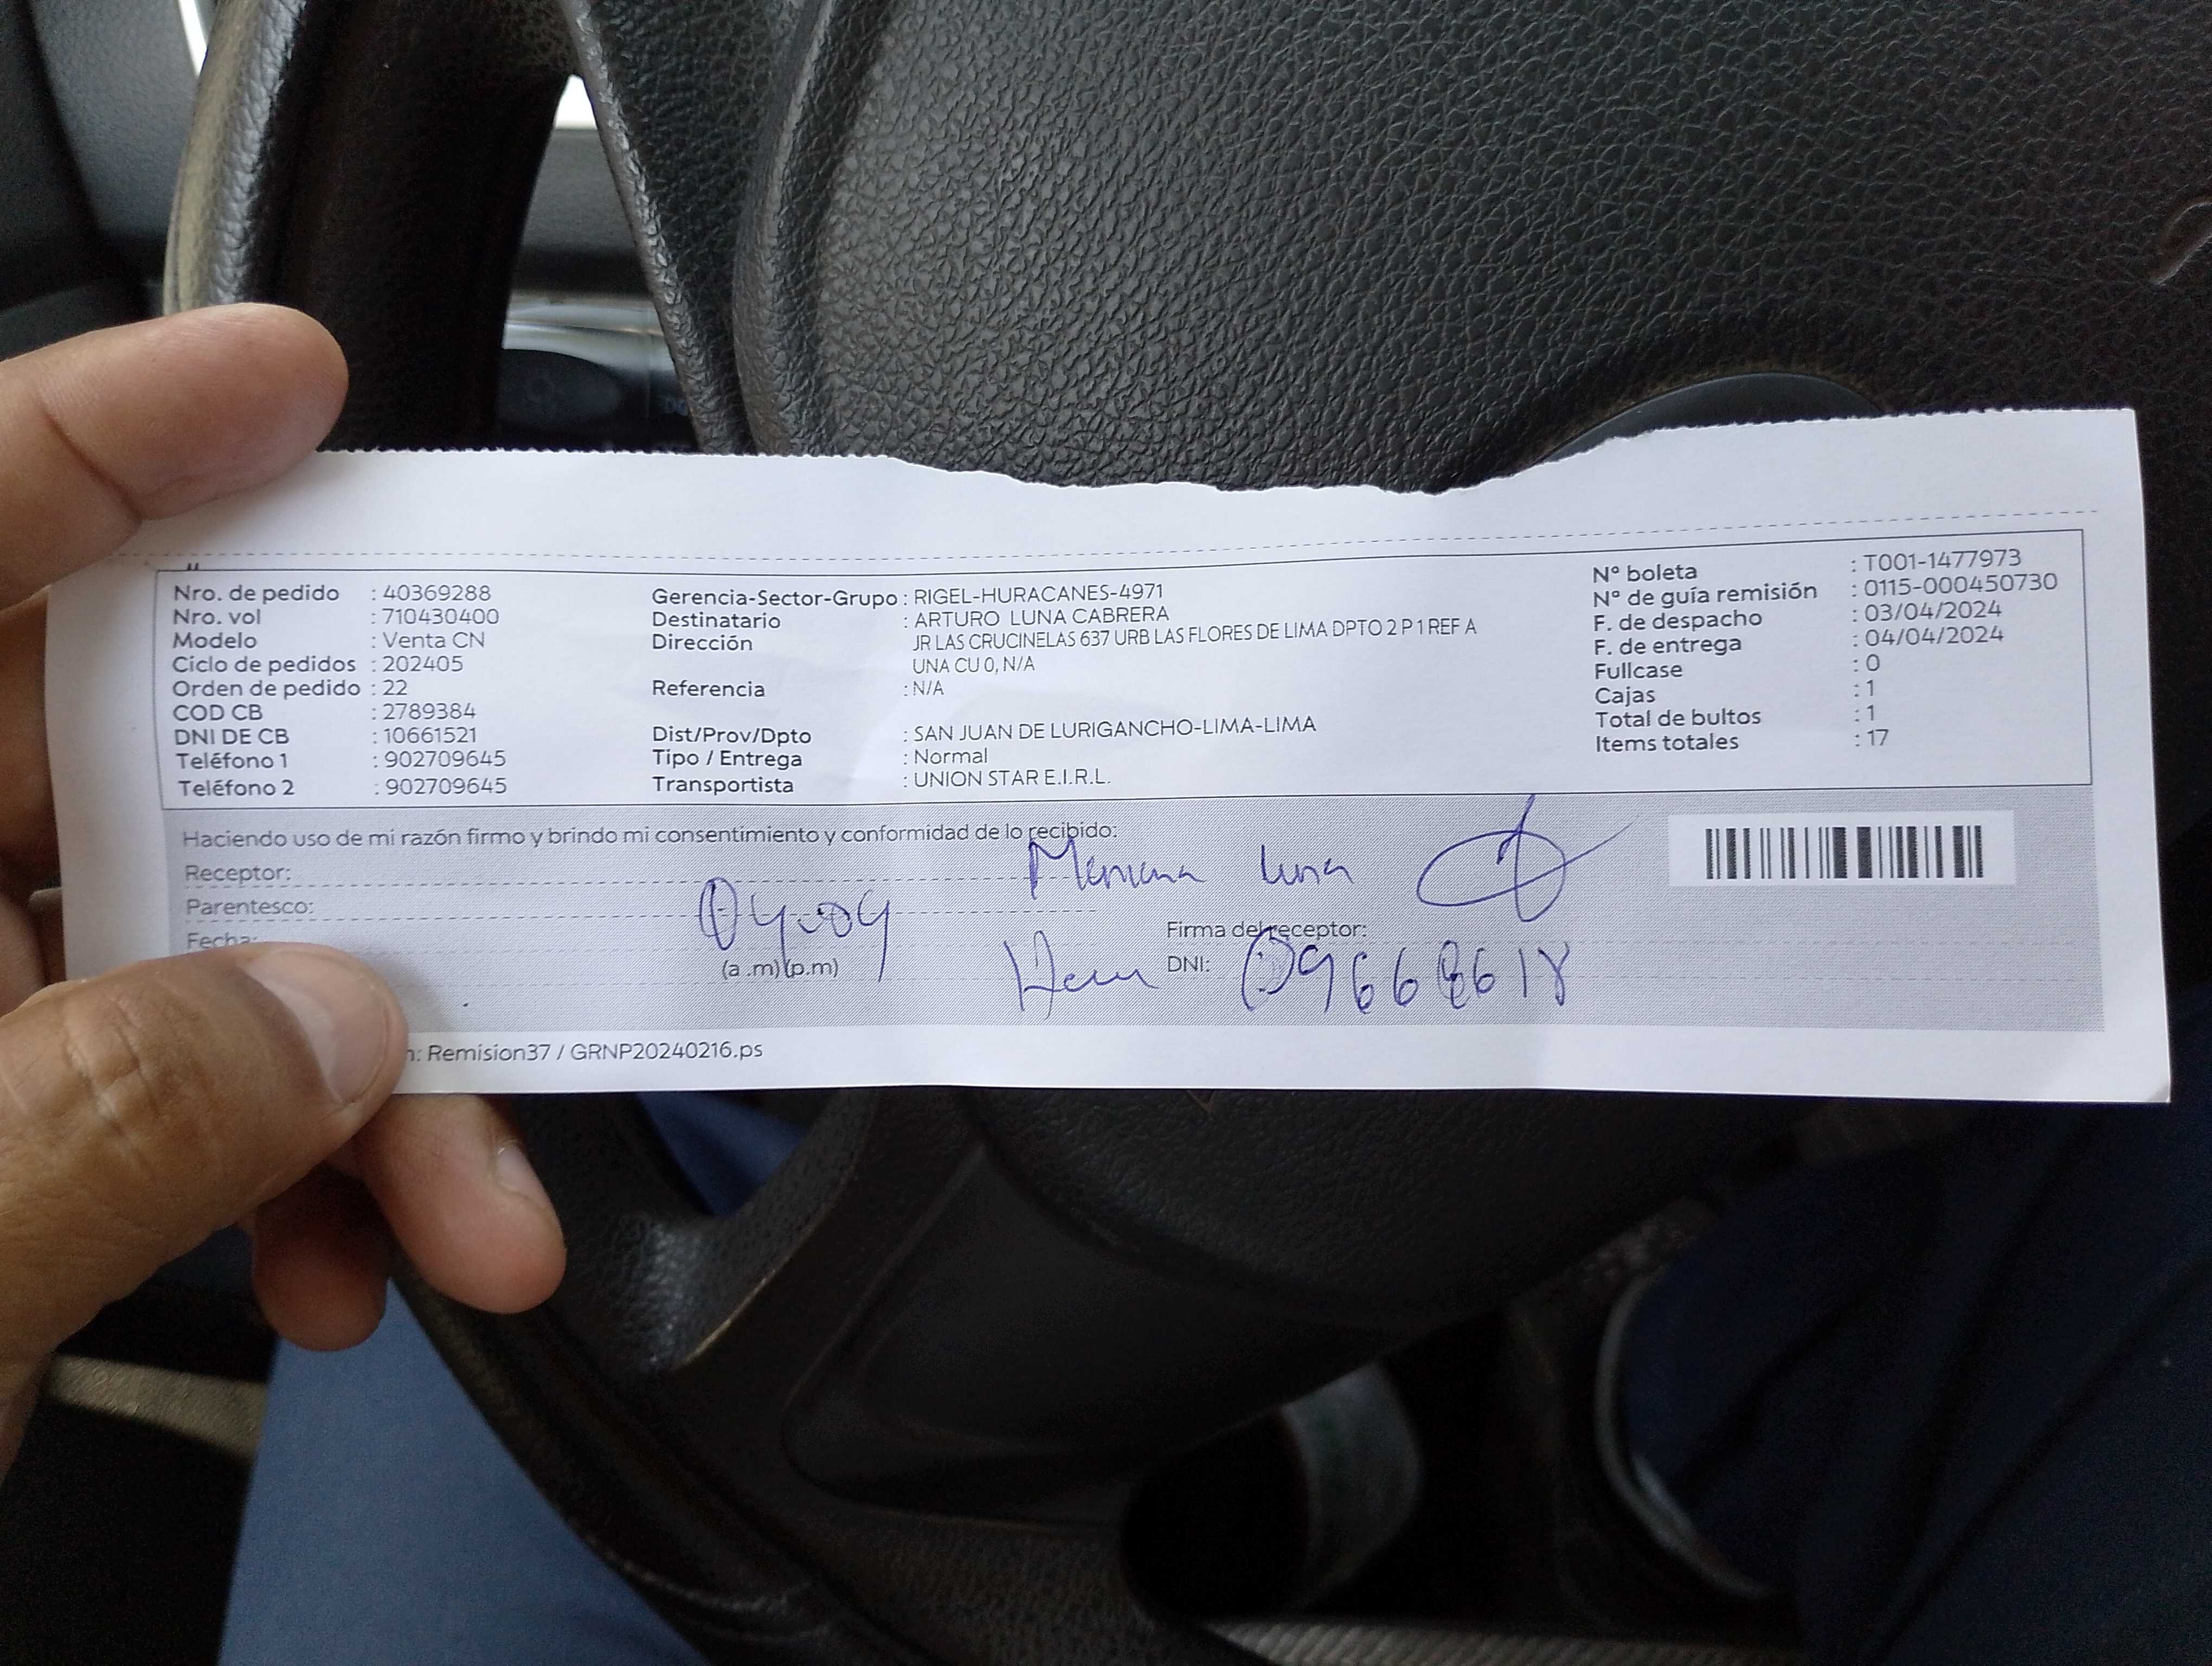 Nro. de pedido : 40369288
Nro. vol : 710430400
Modelo : Venta CN
Ciclo de pedidos : 202405
Orden de pedido : 22
COD CB : 2789384
DNI DE CB : 10661521
Teléfono 1 : 902709645
Teléfono 2 : 902709645
Gerencia-Sector-Grupo : RIGEL-HURACANES-4971
Destinatario : ARTURO LUNA CABRERA
Dirección JR LAS CRUCINELAS 637 URB LAS FLORES DE LIMA DPTO 2 P 1 REF A
UNA CU 0, N/A
Referencia : N/A
Dist/Prov/Dpto : SAN JUAN DE LURIGANCHO-LIMA-LIMA
Tipo / Entrega : Normal
Transportista : UNION STAR E.I.R.L.
Nº boleta : T001-1477973
Nº de guía remisión : 0115-000450730
F. de despacho : 03/04/2024
F. de entrega : 04/04/2024
Fullcase : 0
Cajas : 1
Total de bultos : 1
Items totales : 17
Haciendo uso de mi razón firmo y brindo mi consentimiento y conformidad de lo recibido:
Receptor: Luna
Parentesco:
Fecha: 04-04
(a .m) (p.m)
Firma del receptor:
DNI:
: Remision37 / GRNP20240216.ps